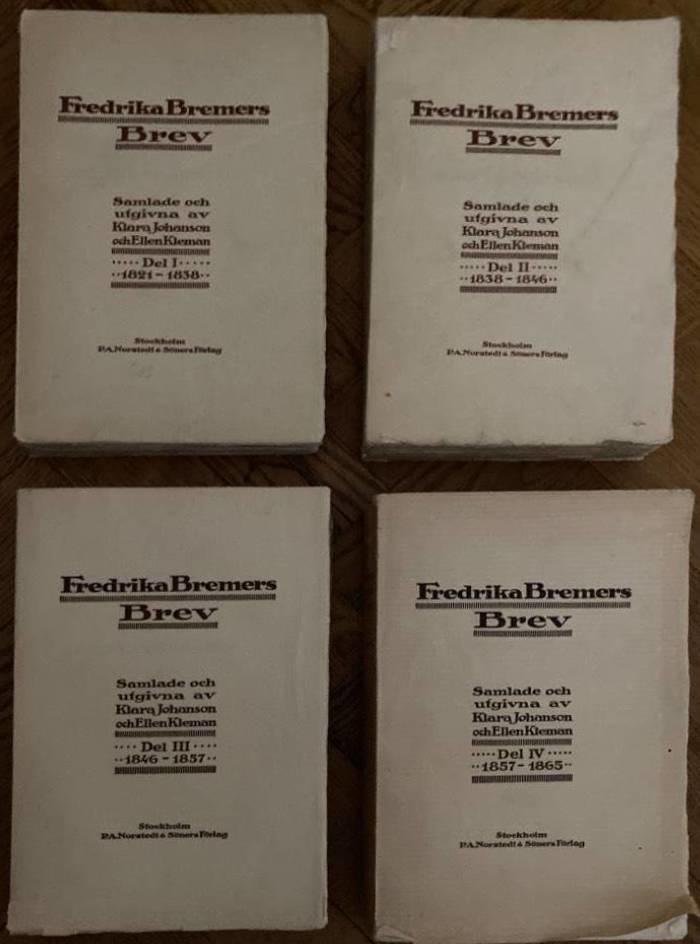 Fredrika Bremers
Brev
Samlade och
utgivna av
Klara Johanson
och Ellen Kleman
····· Del I ·····
··1821 - 1838··
Stockholm
P.A. Norstedt & Söners Förlag
Fredrika Bremers
Brev
Samlade och
utgivna av
Klara Johanson
och Ellen Kleman
····· Del II ·····
··1838 - 1846··
Stockholm
P.A. Norstedt & Söners Förlag
Fredrika Bremers
Brev
Samlade och
utgivna av
Klara Johanson
och Ellen Kleman
···· Del III ····
··1846 - 1857··
Stockholm
P.A. Norstedt & Söners Förlag
Fredrika Bremers
Brev
Samlade och
utgivna av
Klara Johanson
och Ellen Kleman
····· Del IV ·····
··1857 - 1865··
Stockholm
P.A. Norstedt & Söners Förlag